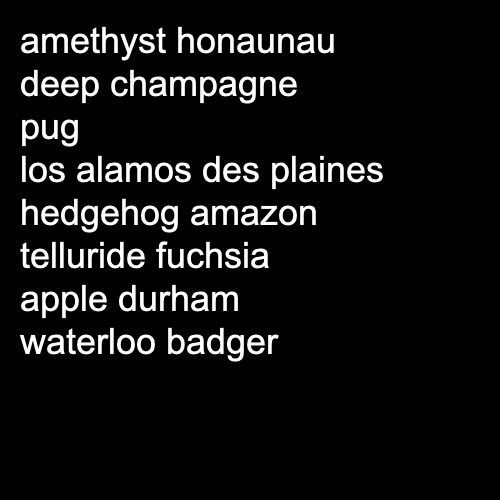 amethyst honaunau
deep champagne
pug
los alamos des plaines
hedgehog amazon
telluride fuchsia
apple durham
waterloo badger